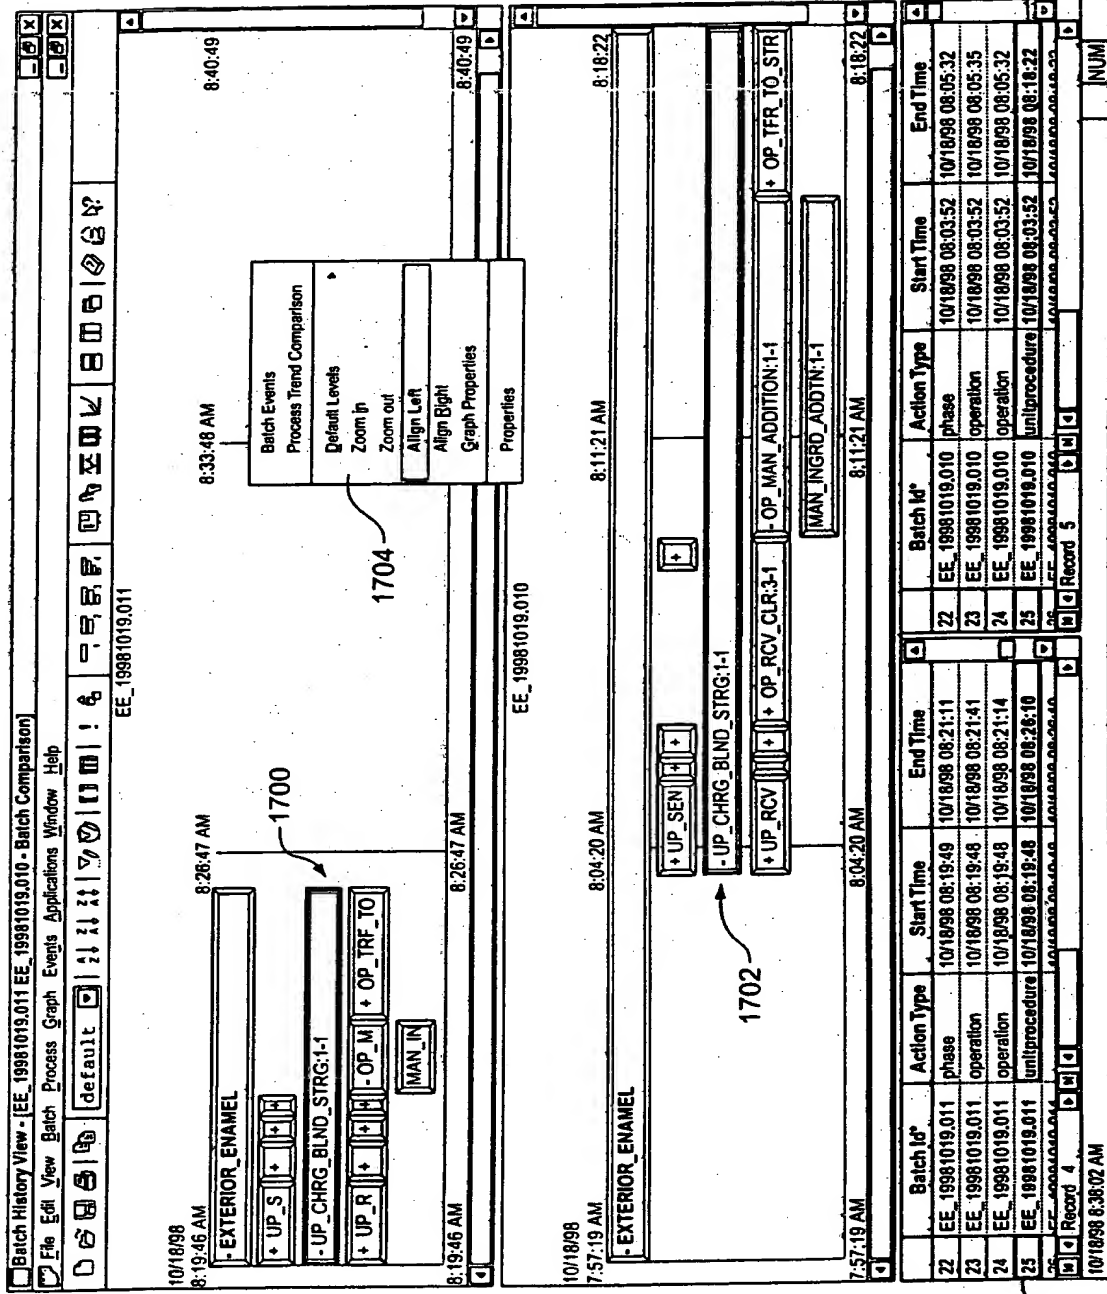 Batch History View - [EE_19981019.011 EE_19981019.010 - Batch Comparison]
File Edit View Batch Process Graph Events Applications Window Help
default
EE_19981019.011
10/18/98
8:19:46 AM
8:26:47 AM
8:33:48 AM
8:40:49
- EXTERIOR_ENAMEL
+ UP_S
+
+
+
- UP_CHRG_BLND_STRG:1-1
1700
+ UP_R
+
+
+
- OP_M
+ OP_TRF_TO
MAN_IN
8:19:46 AM
8:26:47 AM
8:40:49
Batch Events
Process Trend Comparison
Default Levels
Zoom in
Zoom out
Align Left
Align Right
Graph Properties
Properties
1704
EE_19981019.010
10/18/98
7:57:19 AM
8:04:20 AM
8:11:21 AM
8:18:22
- EXTERIOR_ENAMEL
+ UP_SEN
+
+
+
- UP_CHRG_BLND_STRG:1-1
1702
+ UP_RCV
+
+ OP_RCV_CLR:3-1
- OP_MAN_ADDITION:1-1
+ OP_TFR_TO_STR
MAN_INGRD_ADDTN:1-1
7:57:19 AM
8:04:20 AM
8:11:21 AM
8:18:22
Batch Id* Action Type Start Time End Time
22 EE_19981019.011 phase 10/18/98 08:19:49 10/18/98 08:21:11
23 EE_19981019.011 operation 10/18/98 08:19:48 10/18/98 08:21:41
24 EE_19981019.011 operation 10/18/98 08:19:48 10/18/98 08:21:14
25 EE_19981019.011 unitprocedure 10/18/98 08:19:48 10/18/98 08:26:10
Record 4
Batch Id* Action Type Start Time End Time
22 EE_19981019.010 phase 10/18/98 08:03:52 10/18/98 08:05:32
23 EE_19981019.010 operation 10/18/98 08:03:52 10/18/98 08:05:35
24 EE_19981019.010 operation 10/18/98 08:03:52 10/18/98 08:05:32
25 EE_19981019.010 unitprocedure 10/18/98 08:03:52 10/18/98 08:18:22
Record 5
10/18/98 8:38:02 AM
NUM